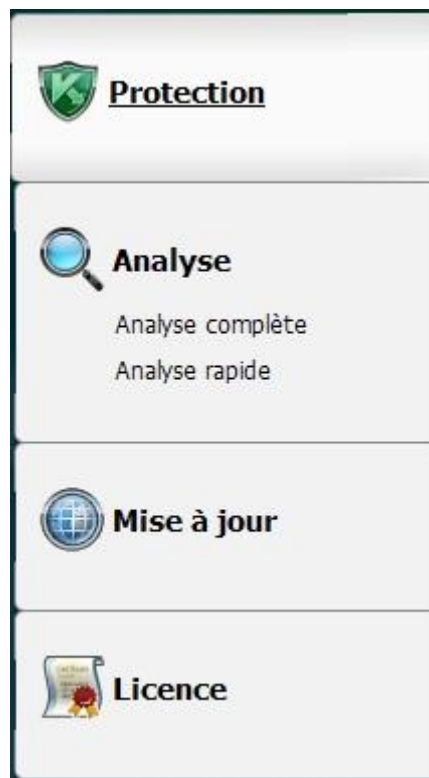 Protection
Analyse
Analyse complète
Analyse rapide
Mise à jour
Licence